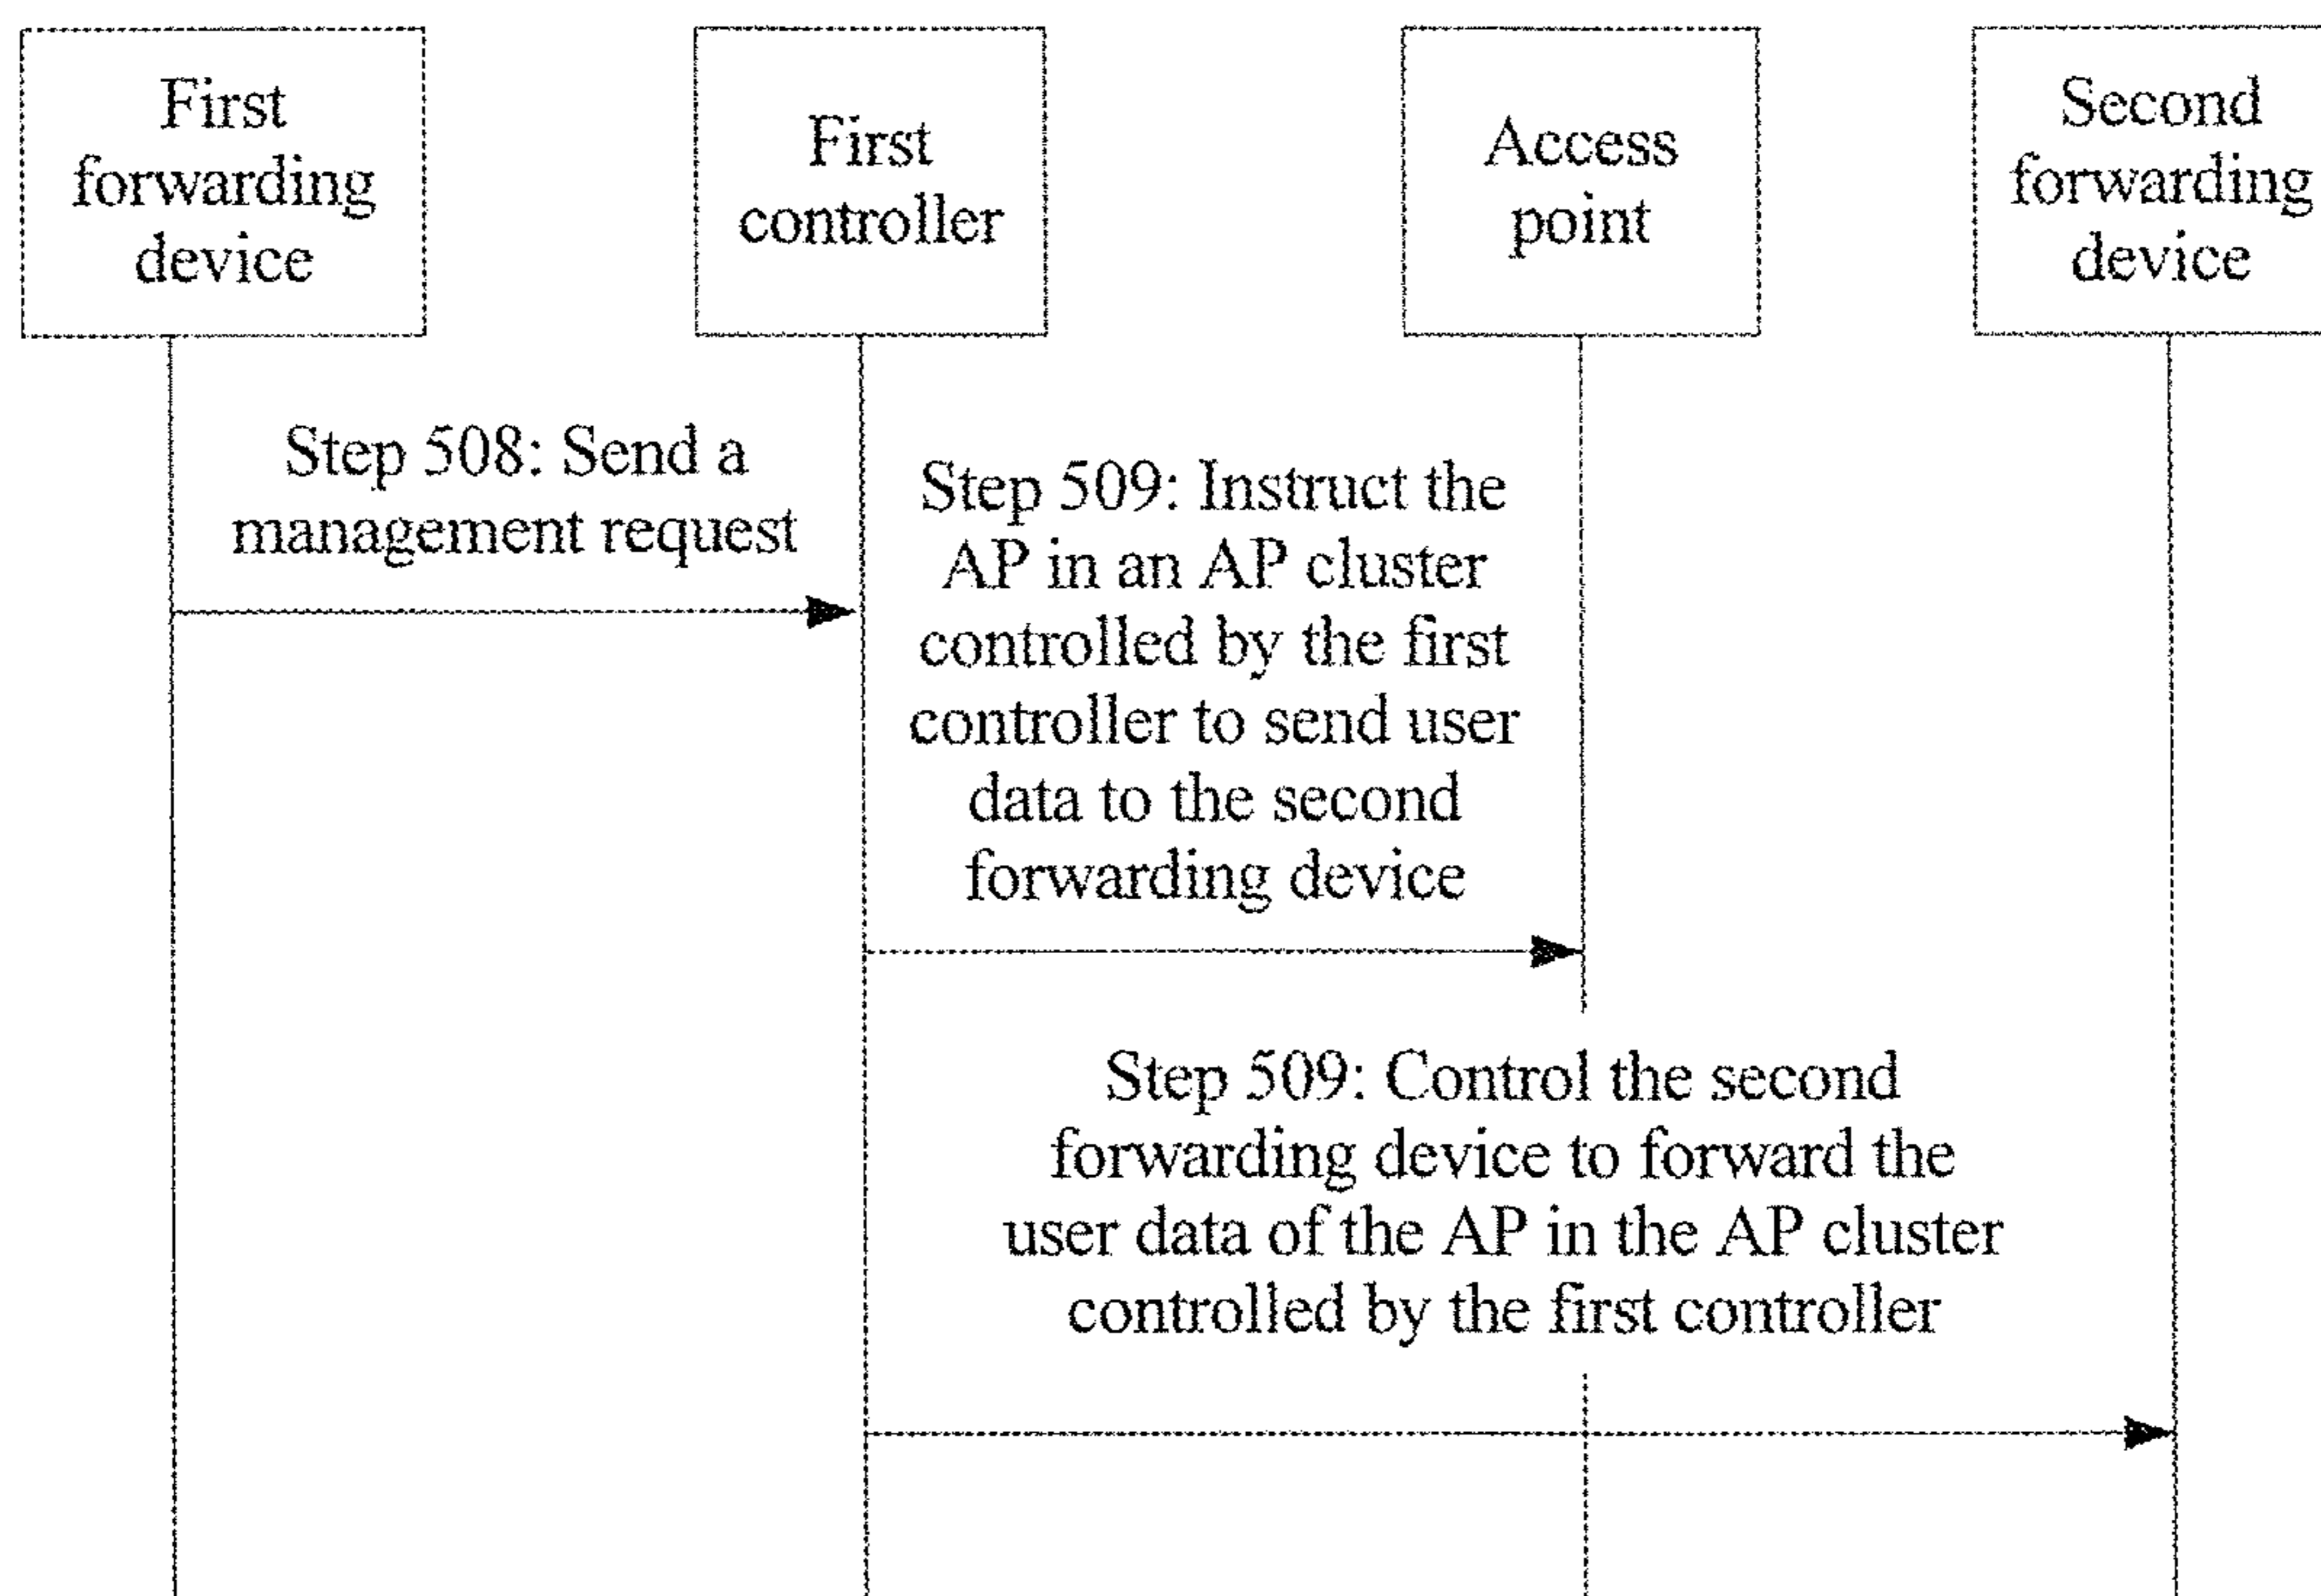 First
forwarding
device
First
controller
Access
point
Second
forwarding
device
Step 508: Send a
management request
Step 509: Instruct the
AP in an AP cluster
controlled by the first
controller to send user
data to the second
forwarding device
Step 509: Control the second
forwarding device to forward the
user data of the AP in the AP cluster
controlled by the first controller